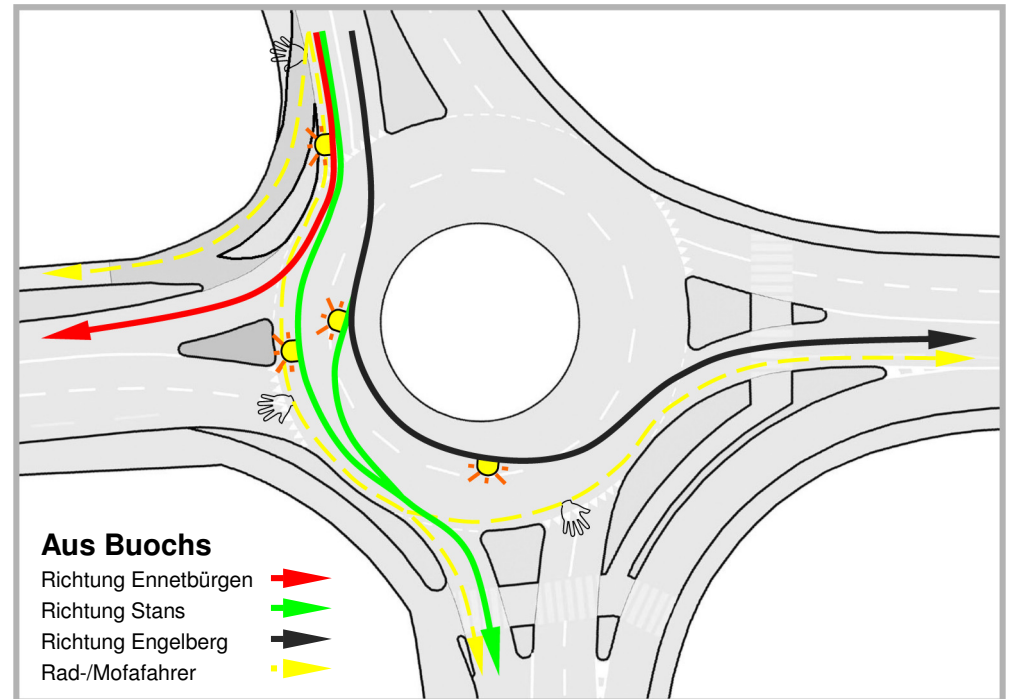 Aus Buochs
Richtung Ennetbürgen
Richtung Stans
Richtung Engelberg
Rad-/Mofafahrer